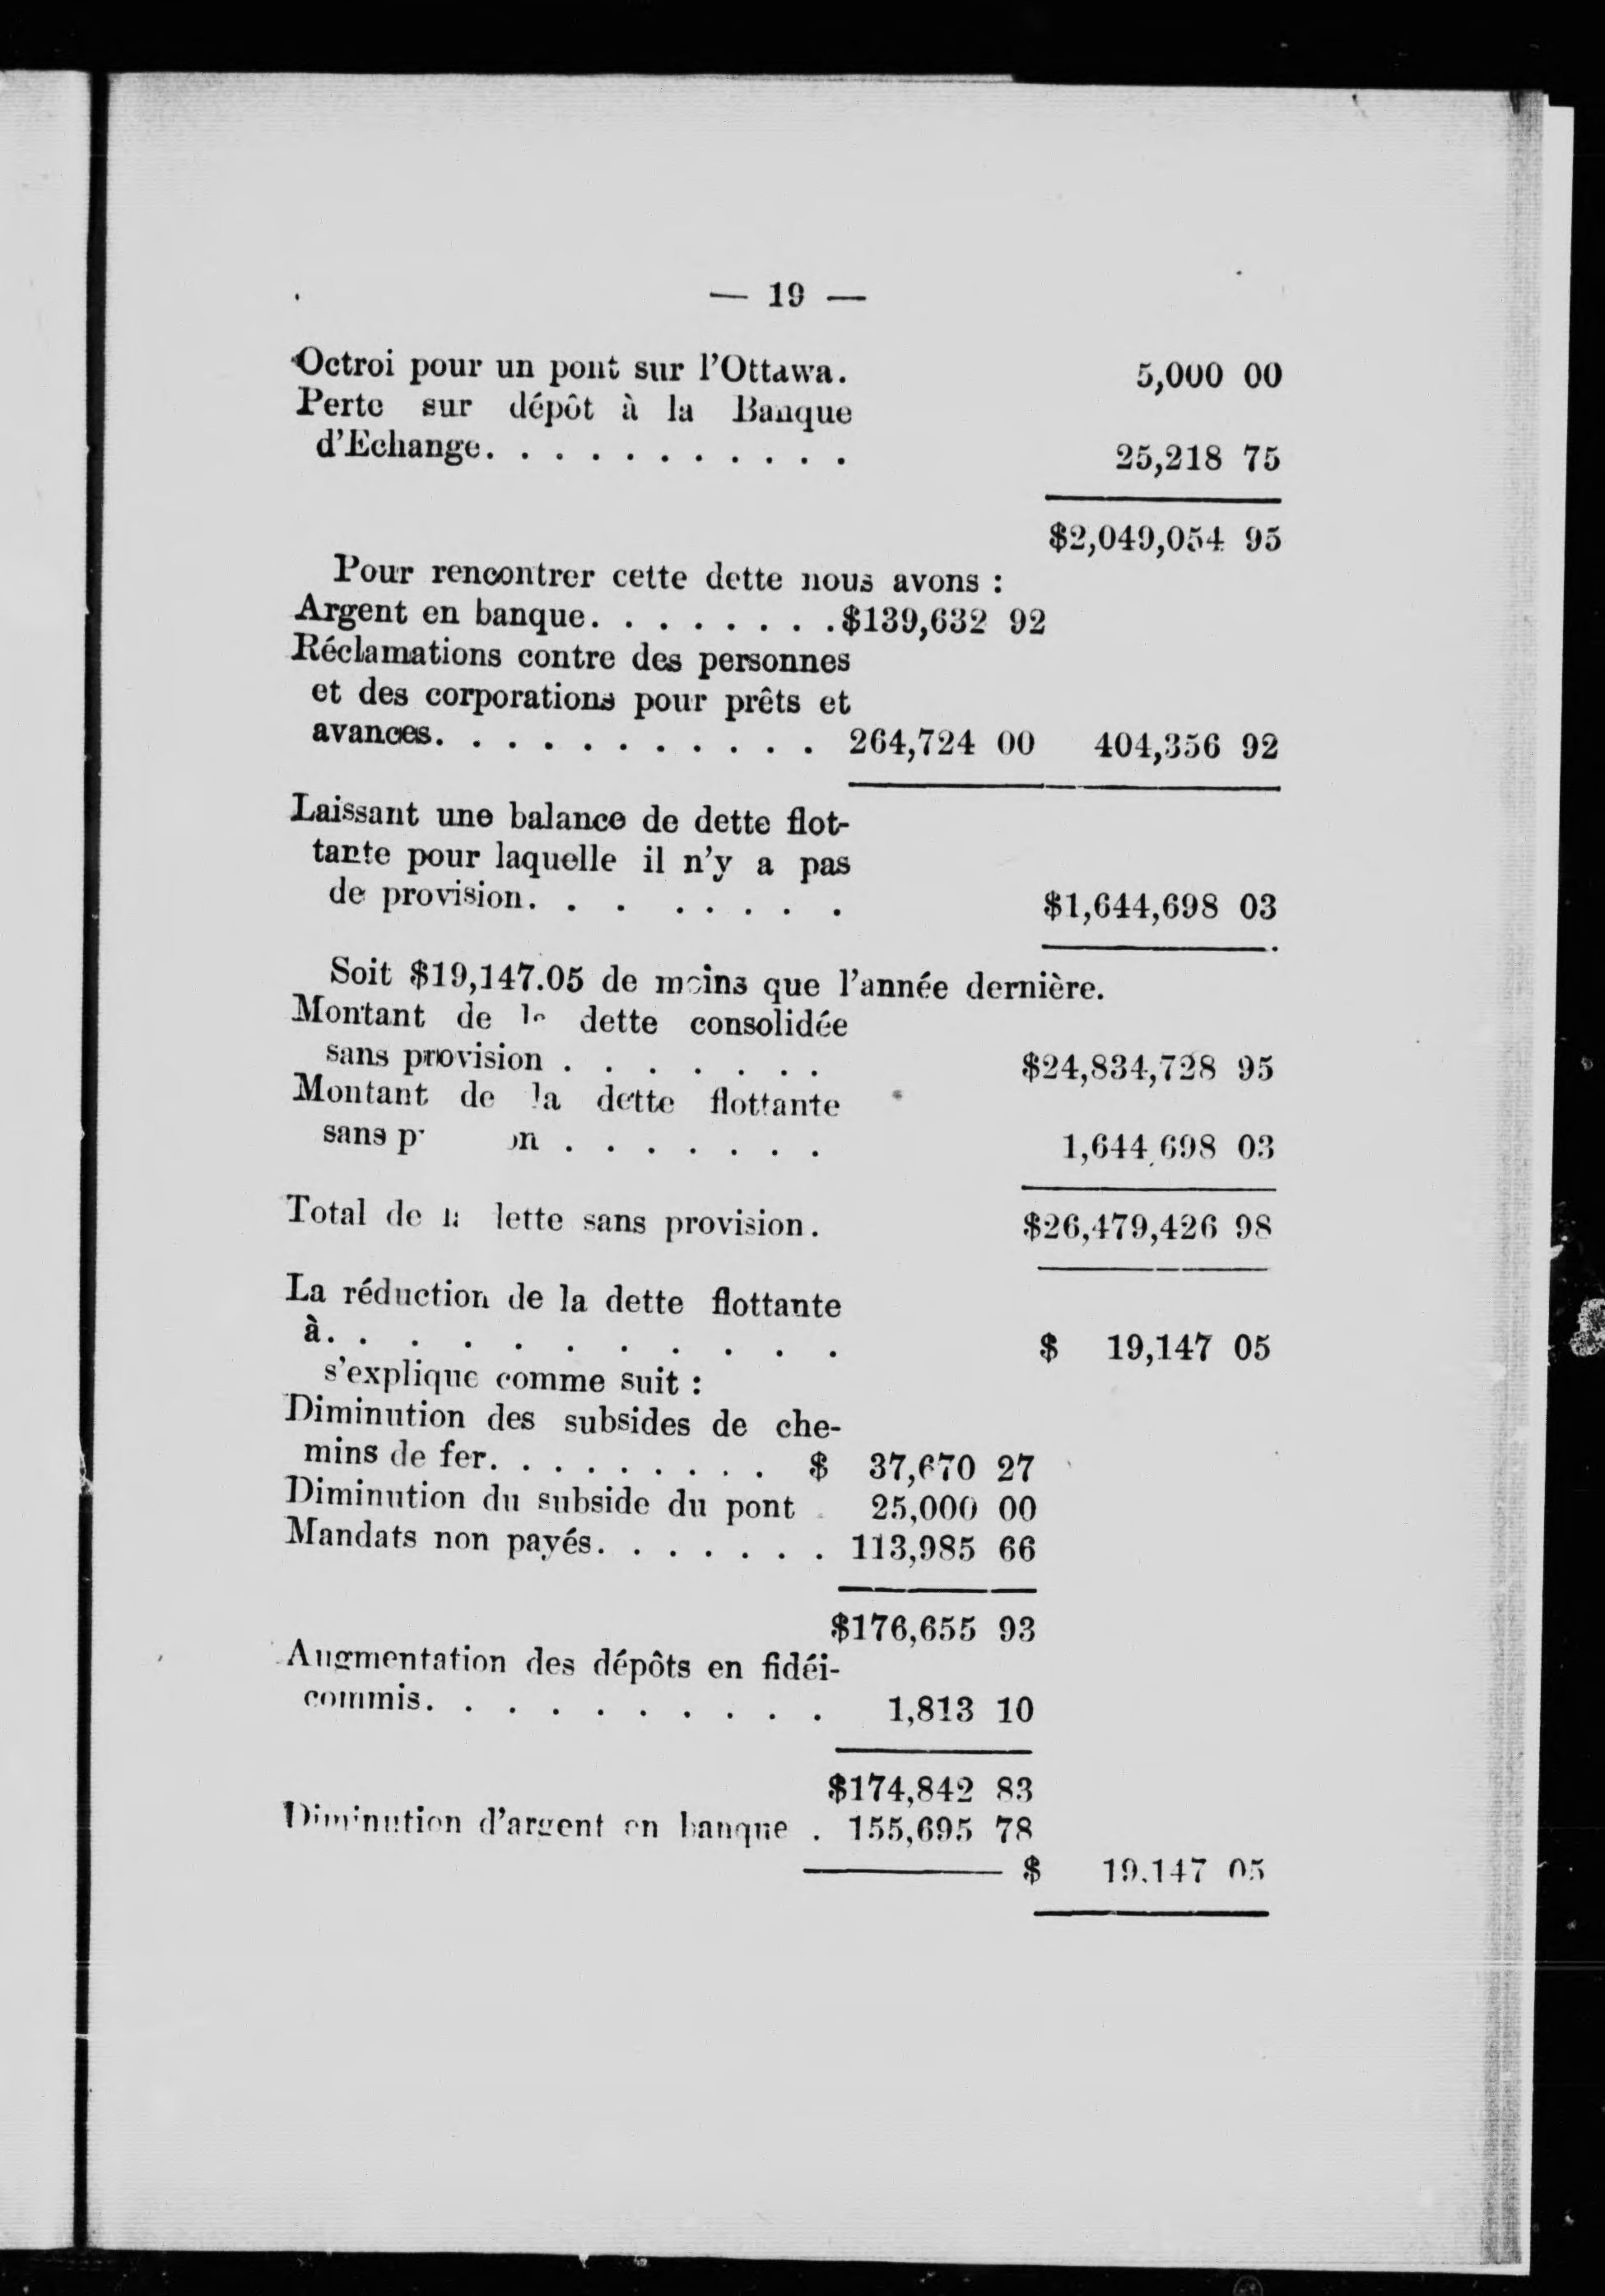 — 19 —
Octroi pour un pont sur l'Ottawa. 5,000 00
Perte sur dépôt à la Banque
d'Echange. . . . . . . . . . . 25,218 75
$2,049,054 95
Pour rencontrer cette dette nous avons :
Argent en banque. . . . . . . . $139,632 92
Réclamations contre des personnes
et des corporations pour prêts et
avances. . . . . . . . . . . 264,724 00 404,356 92
Laissant une balance de dette flot-
tante pour laquelle il n'y a pas
de provision. . . . . . . . . $1,644,698 03
Soit $19,147.05 de moins que l'année dernière.
Montant de dette consolidée
sans provision . . . . . . . $24,834,728 95
Montant de la dette flottante
sans . . . . . . . 1,644,698 03
Total de sans provision. $26,479,426 98
La réduction de la dette flottante
à. . . . . . . . . . . $ 19,147 05
s'explique comme suit :
Diminution des subsides de che-
mins de fer. . . . . . . . . $ 37,670 27
Diminution du subside du pont . 25,000 00
Mandats non payés. . . . . . . 113,985 66
$176,655 93
Augmentation des dépôts en fidéi-
commis. . . . . . . . . . 1,813 10
$174,842 83
Diminution d'argent en banque . 155,695 78
$ 19,147 05